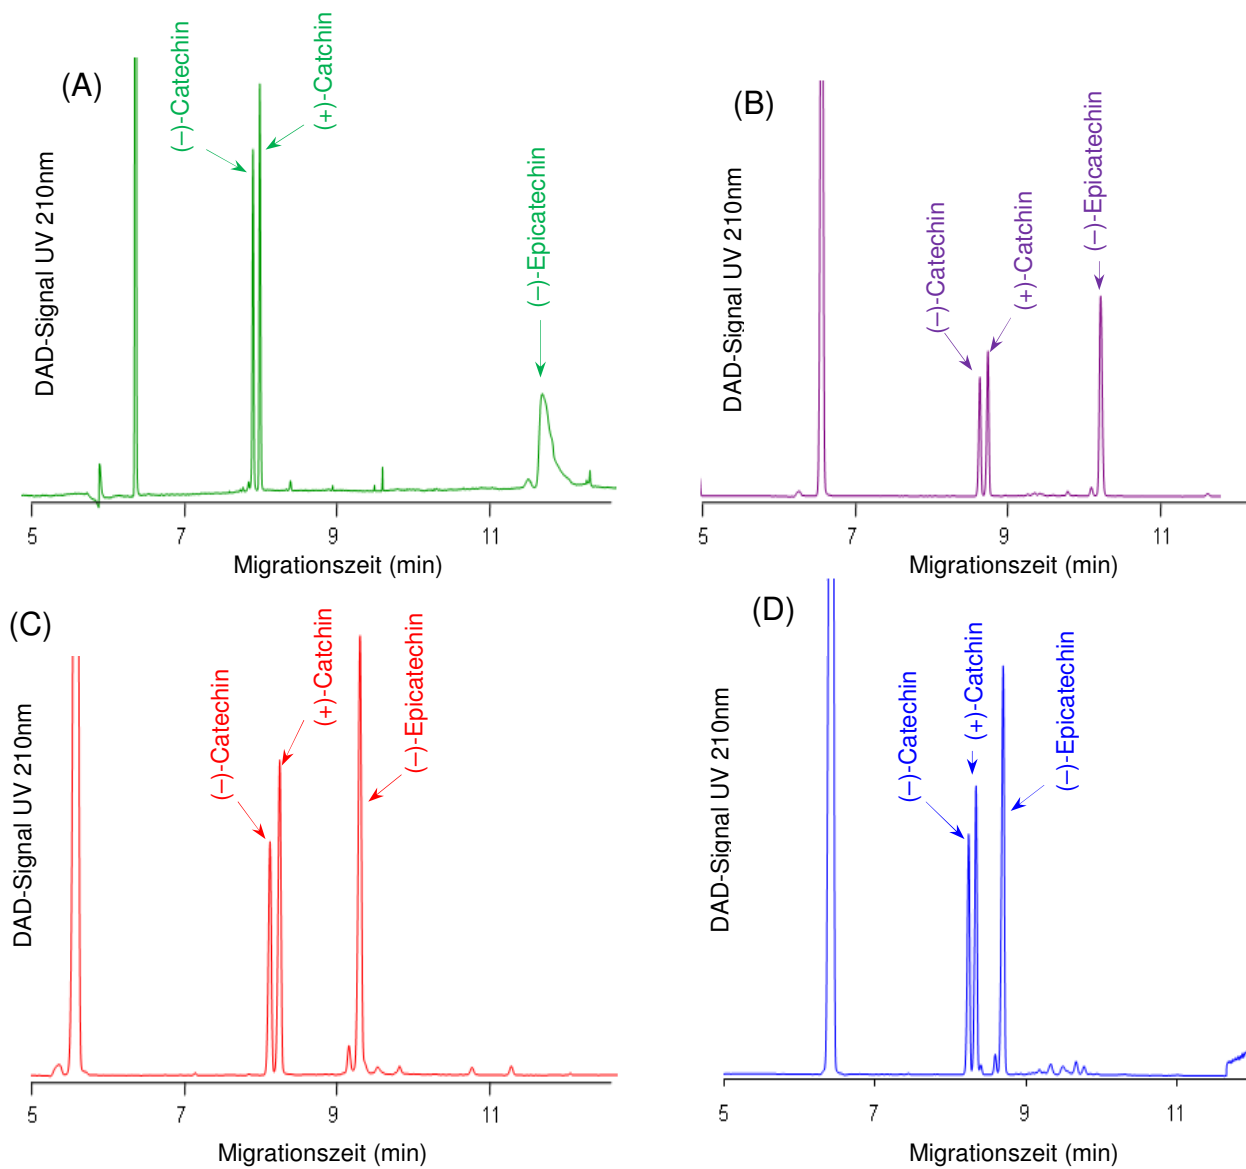 (A)
(−)-Catechin
(+)-Catchin
(−)-Epicatechin
DAD-Signal UV 210nm
5 7 9 11
Migrationszeit (min)
(B)
(−)-Catechin
(+)-Catchin
(−)-Epicatechin
DAD-Signal UV 210nm
5 7 9 11
Migrationszeit (min)
(C)
(−)-Catechin
(+)-Catchin
(−)-Epicatechin
DAD-Signal UV 210nm
5 7 9 11
Migrationszeit (min)
(D)
(−)-Catechin
(+)-Catchin
(−)-Epicatechin
DAD-Signal UV 210nm
5 7 9 11
Migrationszeit (min)